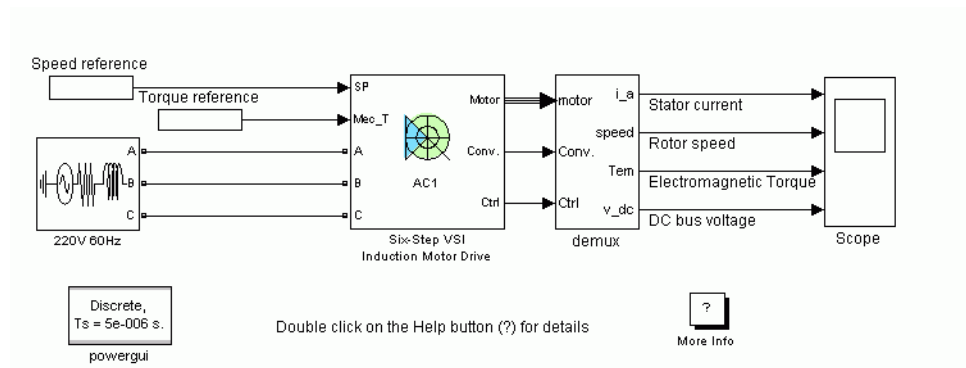 Speed reference
Torque reference
SP
Mec_T
A
B
C
A
B
C
220V 60Hz
Motor
Conv.
Ctrl
AC1
Six-Step VSI
Induction Motor Drive
motor
Conv.
Ctrl
i_a
speed
Tem
v_dc
demux
Stator current
Rotor speed
Electromagnetic Torque
DC bus voltage
Scope
Discrete,
Ts = 5e-006 s.
powergui
Double click on the Help button (?) for details
?
More Info